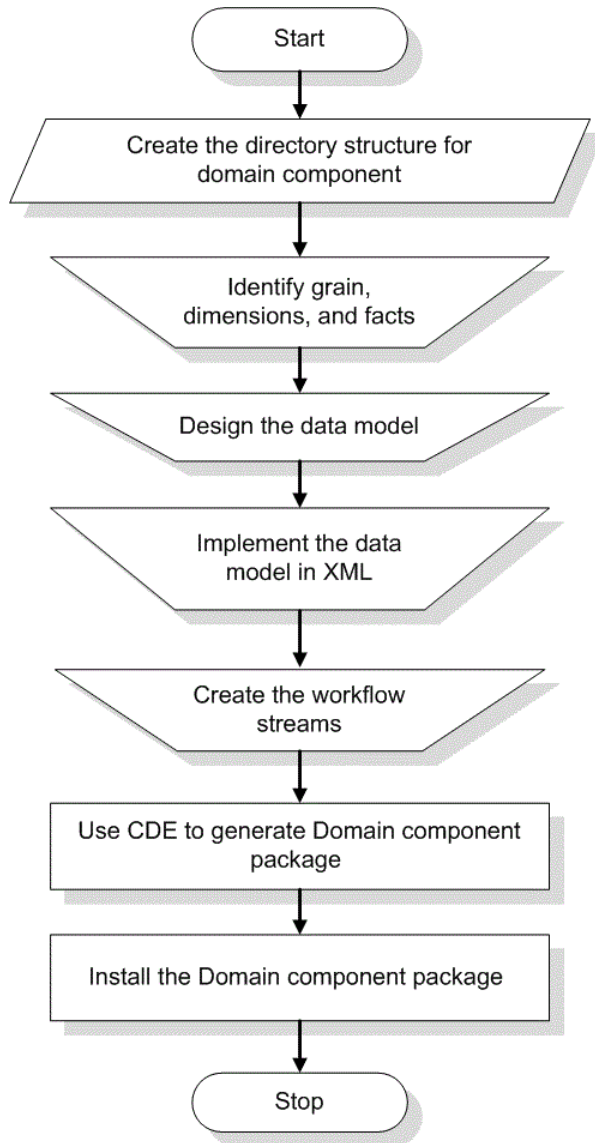 Start
Create the directory structure for
domain component
Identify grain,
dimensions, and facts
Design the data model
Implement the data
model in XML
Create the workflow
streams
Use CDE to generate Domain component
package
Install the Domain component package
Stop